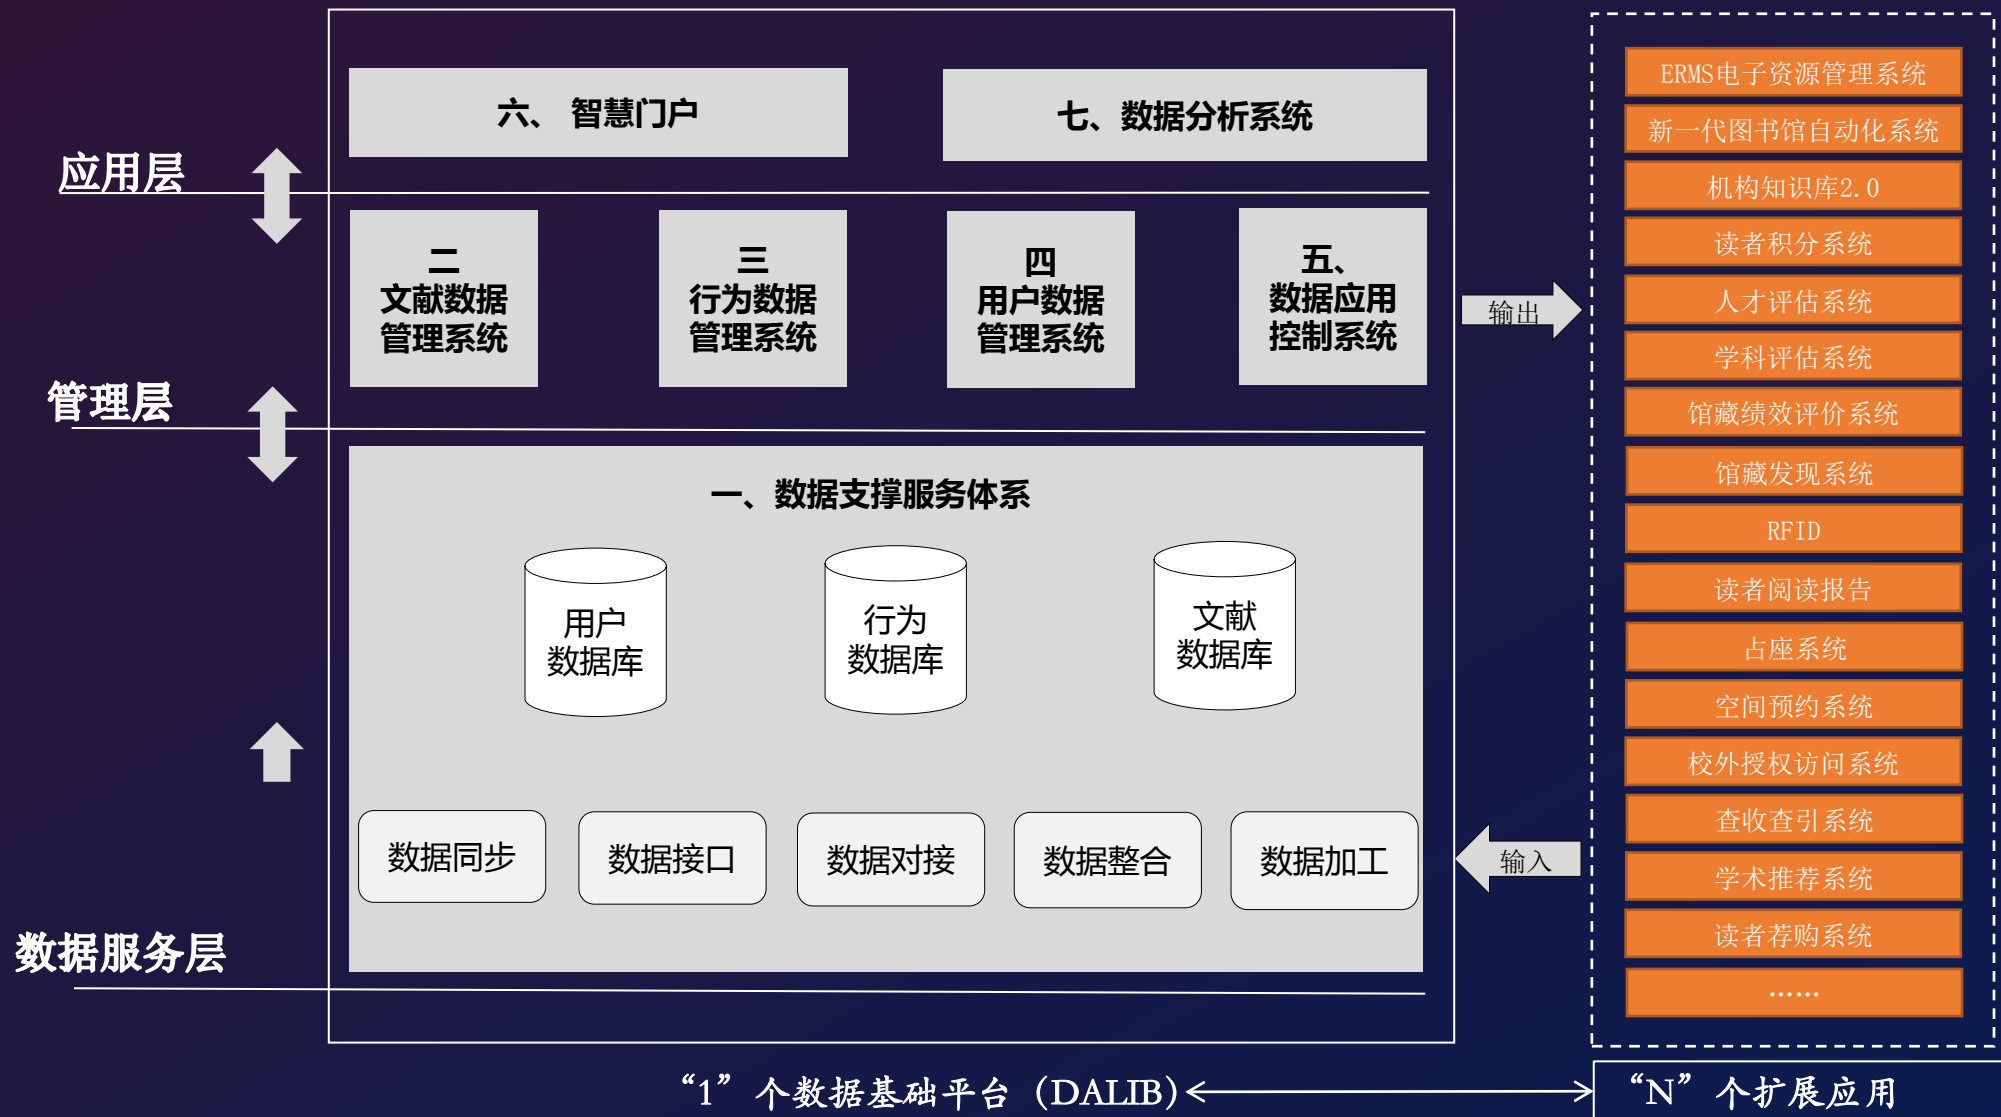 六、 智慧门户
七、数据分析系统
应用层
二
文献数据
管理系统
三
行为数据
管理系统
四
用户数据
管理系统
五、
数据应用
控制系统
管理层
一、数据支撑服务体系
用户
数据库
行为
数据库
文献
数据库
数据同步
数据接口
数据对接
数据整合
数据加工
数据服务层
输出
输入
ERMS电子资源管理系统
新一代图书馆自动化系统
机构知识库2.0
读者积分系统
人才评估系统
学科评估系统
馆藏绩效评价系统
馆藏发现系统
RFID
读者阅读报告
占座系统
空间预约系统
校外授权访问系统
查收查引系统
学术推荐系统
读者荐购系统
……
“1”个数据基础平台（DALIB）
“N”个扩展应用